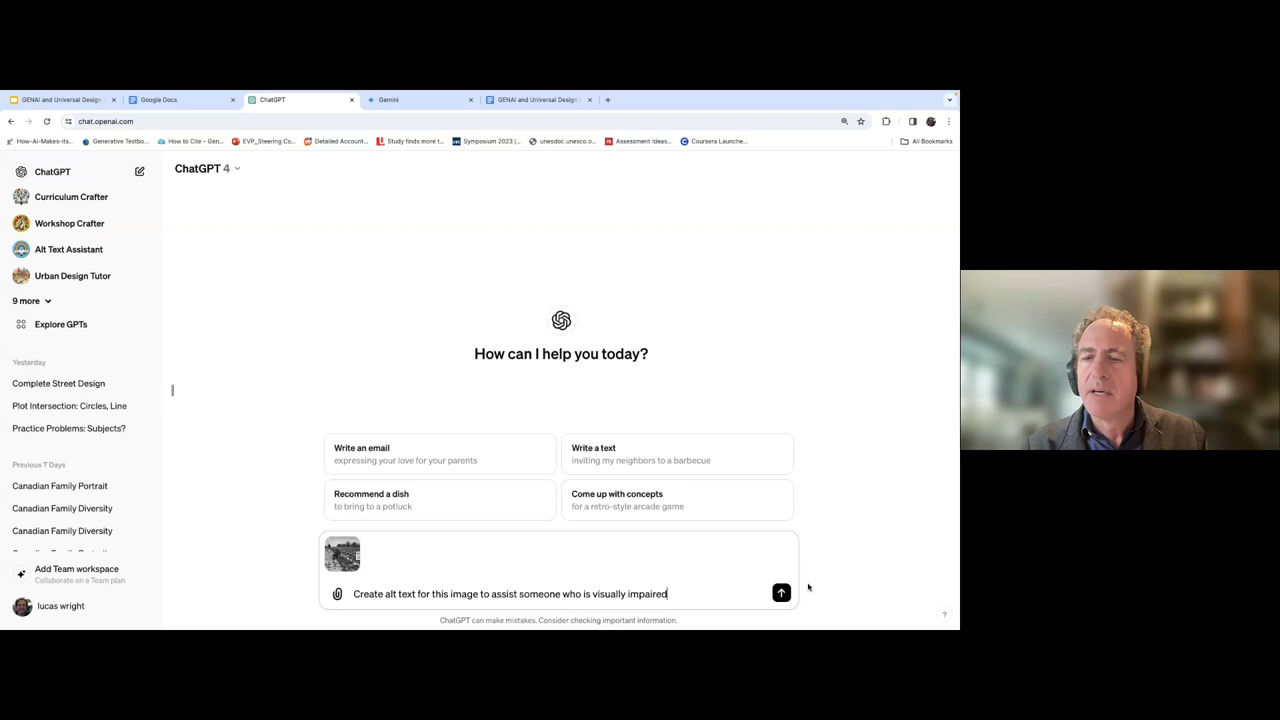 GENAI and Universal Design
Google Docs
ChatGPT
Gemini
GENAI and Universal Design
chat.openai.com
How-AI-Makes-its...
Generative Textbo...
How to Cite - Gen...
EVP_Steering Co...
Detailed Account...
Study finds more t...
Symposium 2023 |...
unesdoc.unesco.o...
Assessment Ideas...
Coursera Launche...
All Bookmarks
ChatGPT
ChatGPT 4
Curriculum Crafter
Workshop Crafter
Alt Text Assistant
Urban Design Tutor
9 more
Explore GPTs
Yesterday
Complete Street Design
Plot Intersection: Circles, Line
Practice Problems: Subjects?
Previous 7 Days
Canadian Family Portrait
Canadian Family Diversity
Canadian Family Diversity
Add Team workspace
Collaborate on a Team plan
lucas wright
How can I help you today?
Write an email
expressing your love for your parents
Write a text
inviting my neighbors to a barbecue
Recommend a dish
to bring to a potluck
Come up with concepts
for a retro-style arcade game
Create alt text for this image to assist someone who is visually impaired
ChatGPT can make mistakes. Consider checking important information.
?